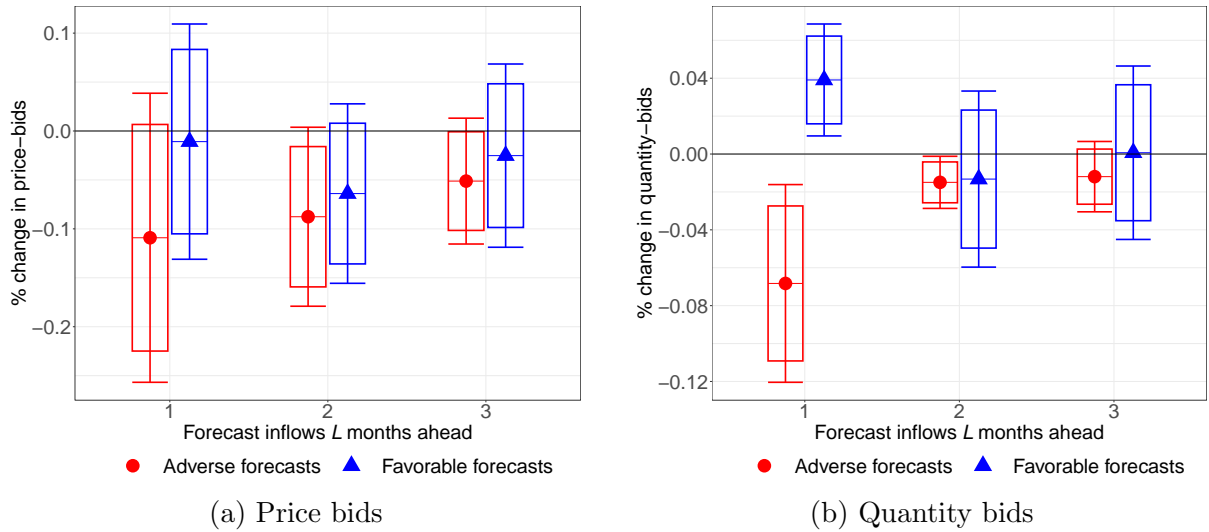 % change in price−bids
0.1
0.0
−0.1
−0.2
1
2
3
Forecast inflows L months ahead
Adverse forecasts
Favorable forecasts
(a) Price bids
% change in quantity−bids
0.04
0.00
−0.04
−0.08
−0.12
1
2
3
Forecast inflows L months ahead
Adverse forecasts
Favorable forecasts
(b) Quantity bids